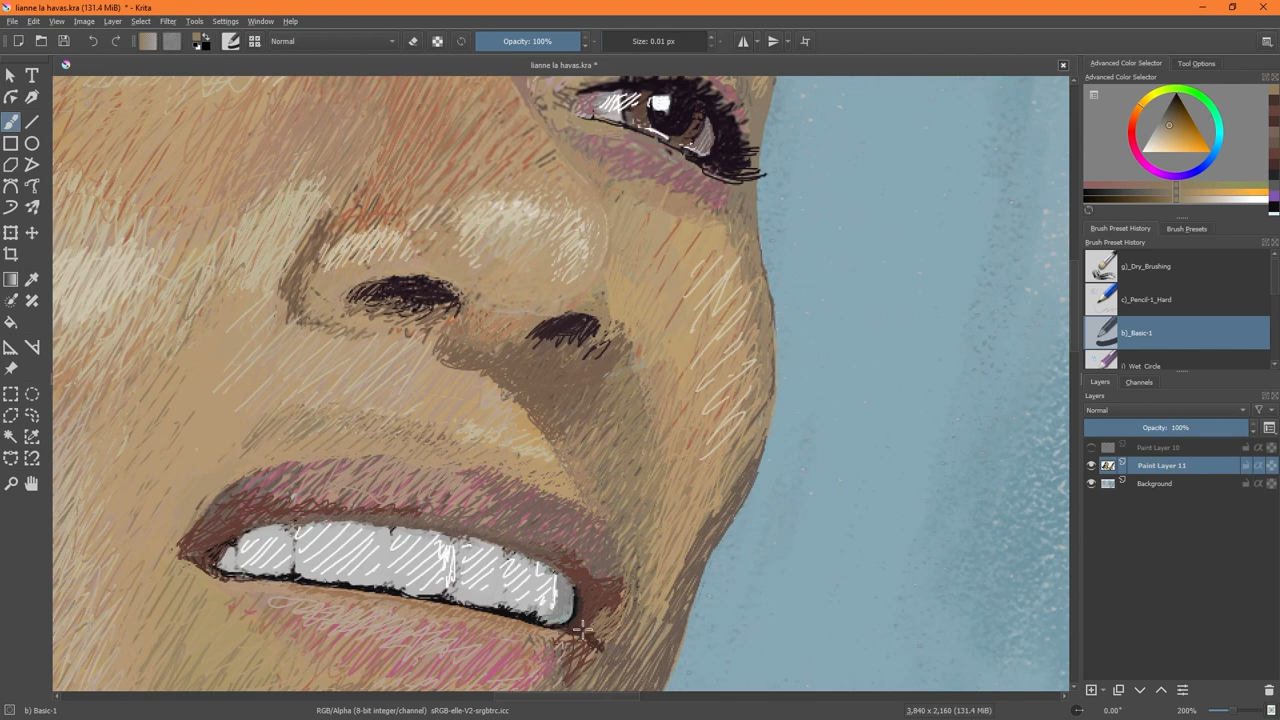 lianne la havas.kra (131.4 MiB) * - Krita
File Edit View Image Layer Select Filter Tools Settings Window Help
Normal Opacity: 100% Size: 0.01 px
lianne la havas.kra *
Advanced Color Selector Tool Options
Advanced Color Selector
Brush Preset History Brush Presets
Brush Preset History
g)_Dry_Brushing
c)_Pencil-1_Hard
b)_Basic-1
i)_Wet_Circle
Layers Channels
Layers
Normal
Opacity: 100%
Paint Layer 10
Paint Layer 11
Background
b) Basic-1 RGB/Alpha (8-bit integer/channel) sRGB-elle-V2-srgbtrc.icc 3,840 x 2,160 (131.4 MiB) 0.00° 200%